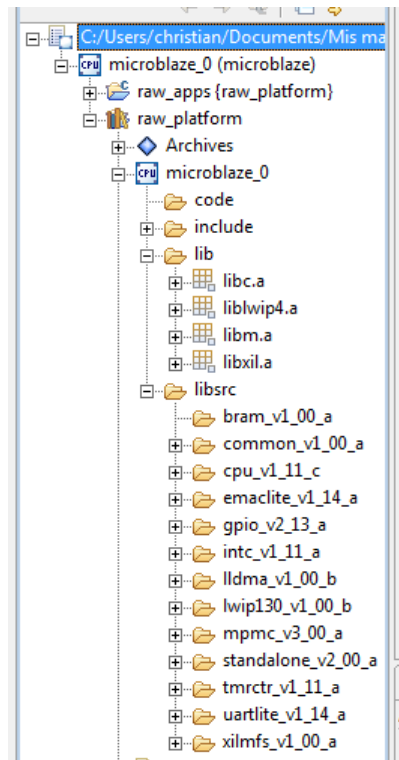 C:/Users/christian/Documents/Mis ma
CPU microblaze_0 (microblaze)
raw_apps {raw_platform}
raw_platform
Archives
CPU microblaze_0
code
include
lib
libc.a
liblwip4.a
libm.a
libxil.a
libsrc
bram_v1_00_a
common_v1_00_a
cpu_v1_11_c
emaclite_v1_14_a
gpio_v2_13_a
intc_v1_11_a
lldma_v1_00_b
lwip130_v1_00_b
mpmc_v3_00_a
standalone_v2_00_a
tmrctr_v1_11_a
uartlite_v1_14_a
xilmfs_v1_00_a